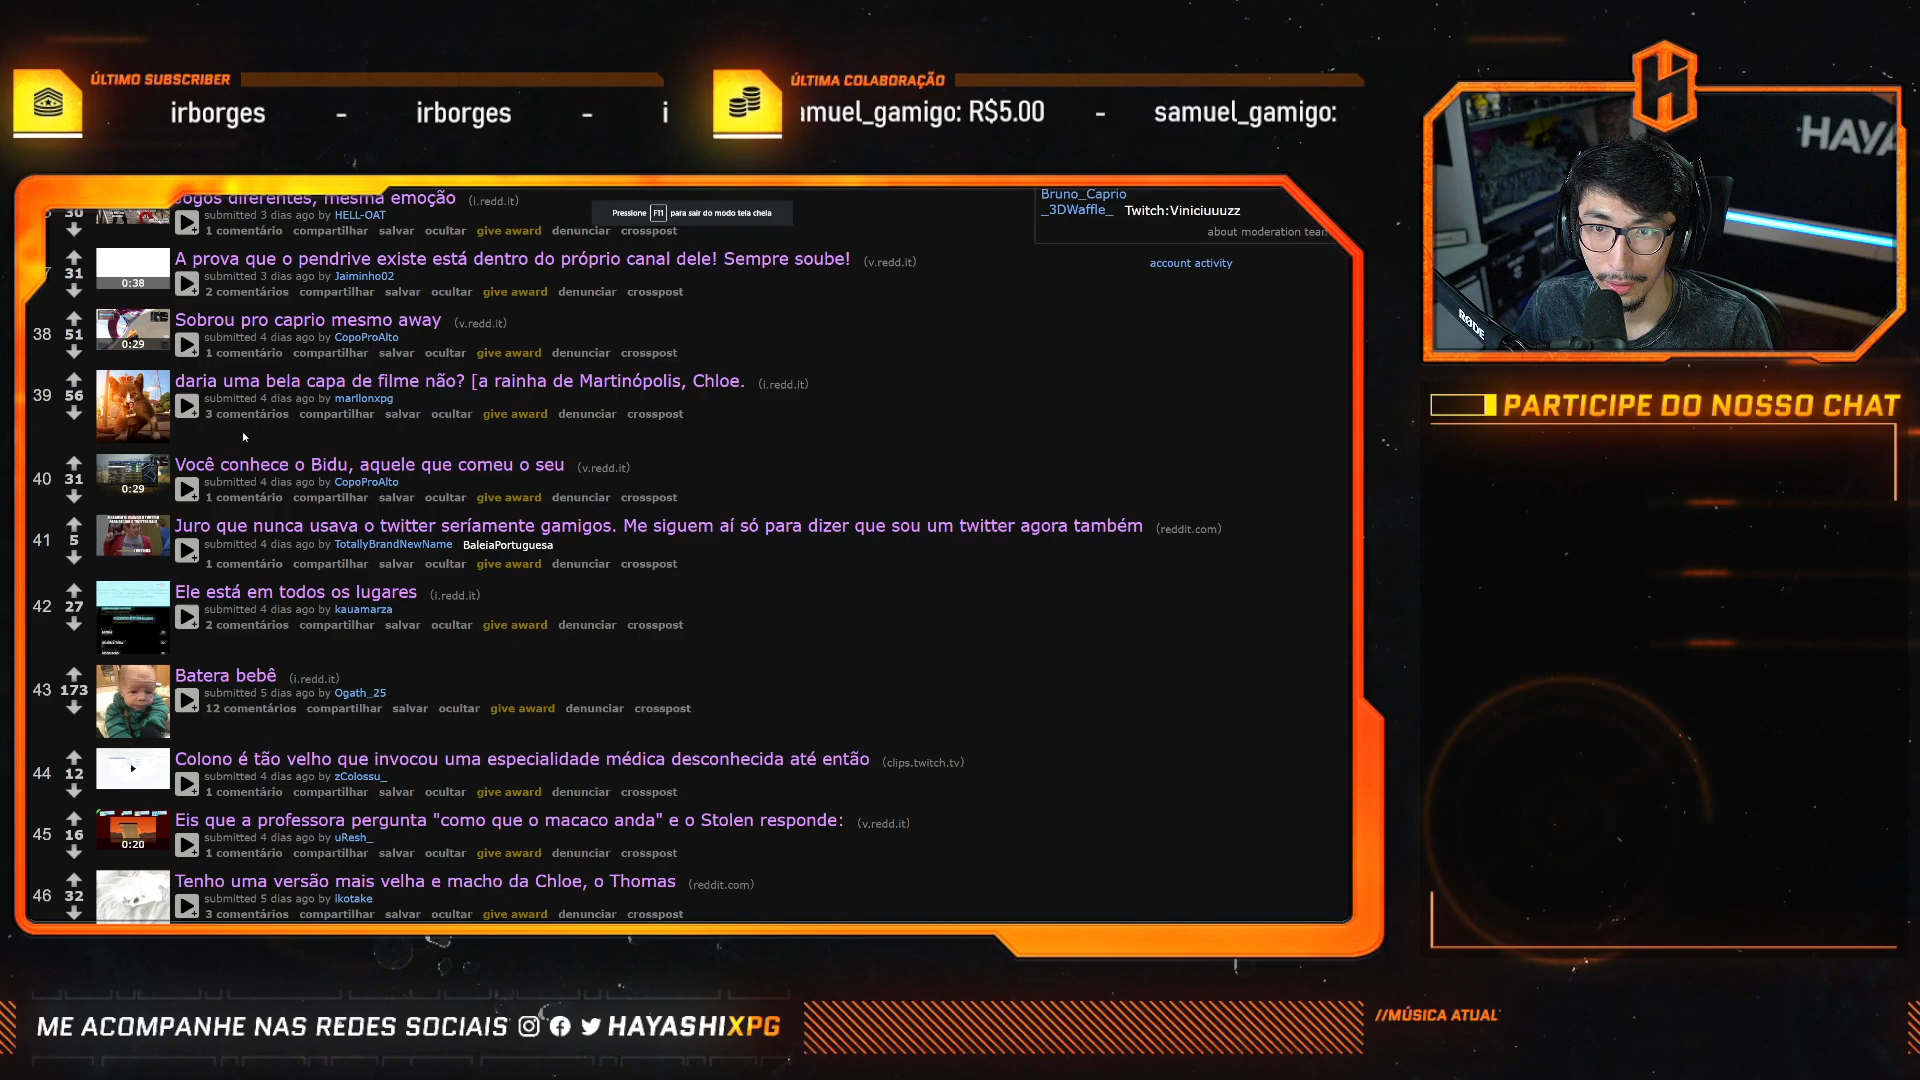 ÚLTIMO SUBSCRIBER
irborges - irborges - i
ÚLTIMA COLABORAÇÃO
muel_gamigo: R$5.00 - samuel_gamigo:
HAYA
RØDE
Jogos diferentes, mesma emoção (i.redd.it)
30
submitted 3 dias ago by HELL-OAT
1 comentário compartilhar salvar ocultar give award denunciar crosspost
Pressione F11 para sair do modo tela cheia
Bruno_Caprio
_3DWaffle_ Twitch:Viniciuuuzz
about moderation team
account activity
7 31 A prova que o pendrive existe está dentro do próprio canal dele! Sempre soube! (v.redd.it)
0:38
submitted 3 dias ago by Jaiminho02
2 comentários compartilhar salvar ocultar give award denunciar crosspost
38 51 Sobrou pro caprio mesmo away (v.redd.it)
0:29
submitted 4 dias ago by CopoProAlto
1 comentário compartilhar salvar ocultar give award denunciar crosspost
39 56 daria uma bela capa de filme não? [a rainha de Martinópolis, Chloe. (i.redd.it)
submitted 4 dias ago by marllonxpg
3 comentários compartilhar salvar ocultar give award denunciar crosspost
40 31 Você conhece o Bidu, aquele que comeu o seu (v.redd.it)
0:29
submitted 4 dias ago by CopoProAlto
1 comentário compartilhar salvar ocultar give award denunciar crosspost
41 5 Juro que nunca usava o twitter seríamente gamigos. Me siguem aí só para dizer que sou um twitter agora também (reddit.com)
submitted 4 dias ago by TotallyBrandNewName BaleiaPortuguesa
1 comentário compartilhar salvar ocultar give award denunciar crosspost
42 27 Ele está em todos os lugares (i.redd.it)
submitted 4 dias ago by kauamarza
2 comentários compartilhar salvar ocultar give award denunciar crosspost
43 173 Batera bebê (i.redd.it)
submitted 5 dias ago by Ogath_25
12 comentários compartilhar salvar ocultar give award denunciar crosspost
44 12 Colono é tão velho que invocou uma especialidade médica desconhecida até então (clips.twitch.tv)
submitted 4 dias ago by zColossu_
1 comentário compartilhar salvar ocultar give award denunciar crosspost
45 16 Eis que a professora pergunta "como que o macaco anda" e o Stolen responde: (v.redd.it)
0:20
submitted 4 dias ago by uResh_
1 comentário compartilhar salvar ocultar give award denunciar crosspost
46 32 Tenho uma versão mais velha e macho da Chloe, o Thomas (reddit.com)
submitted 5 dias ago by ikotake
3 comentários compartilhar salvar ocultar give award denunciar crosspost
PARTICIPE DO NOSSO CHAT
ME ACOMPANHE NAS REDES SOCIAIS HAYASHIXPG
//MÚSICA ATUAL